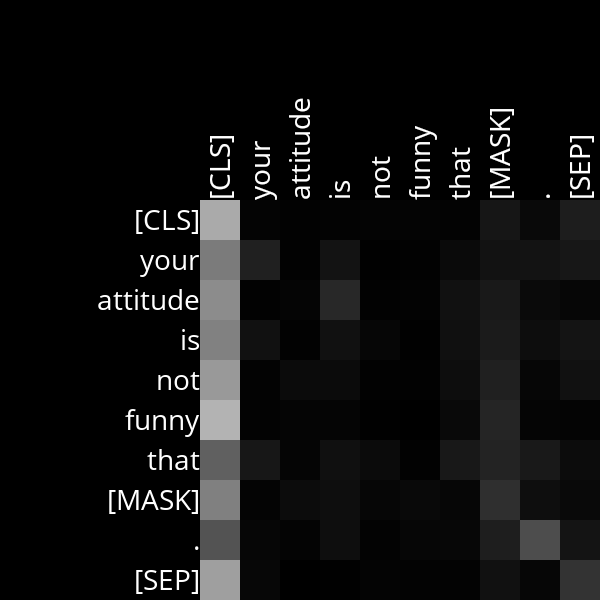 [CLS]
your
attitude
is
not
funny
that
[MASK]
.
[SEP]
[CLS]
your
attitude
is
not
funny
that
[MASK]
.
[SEP]